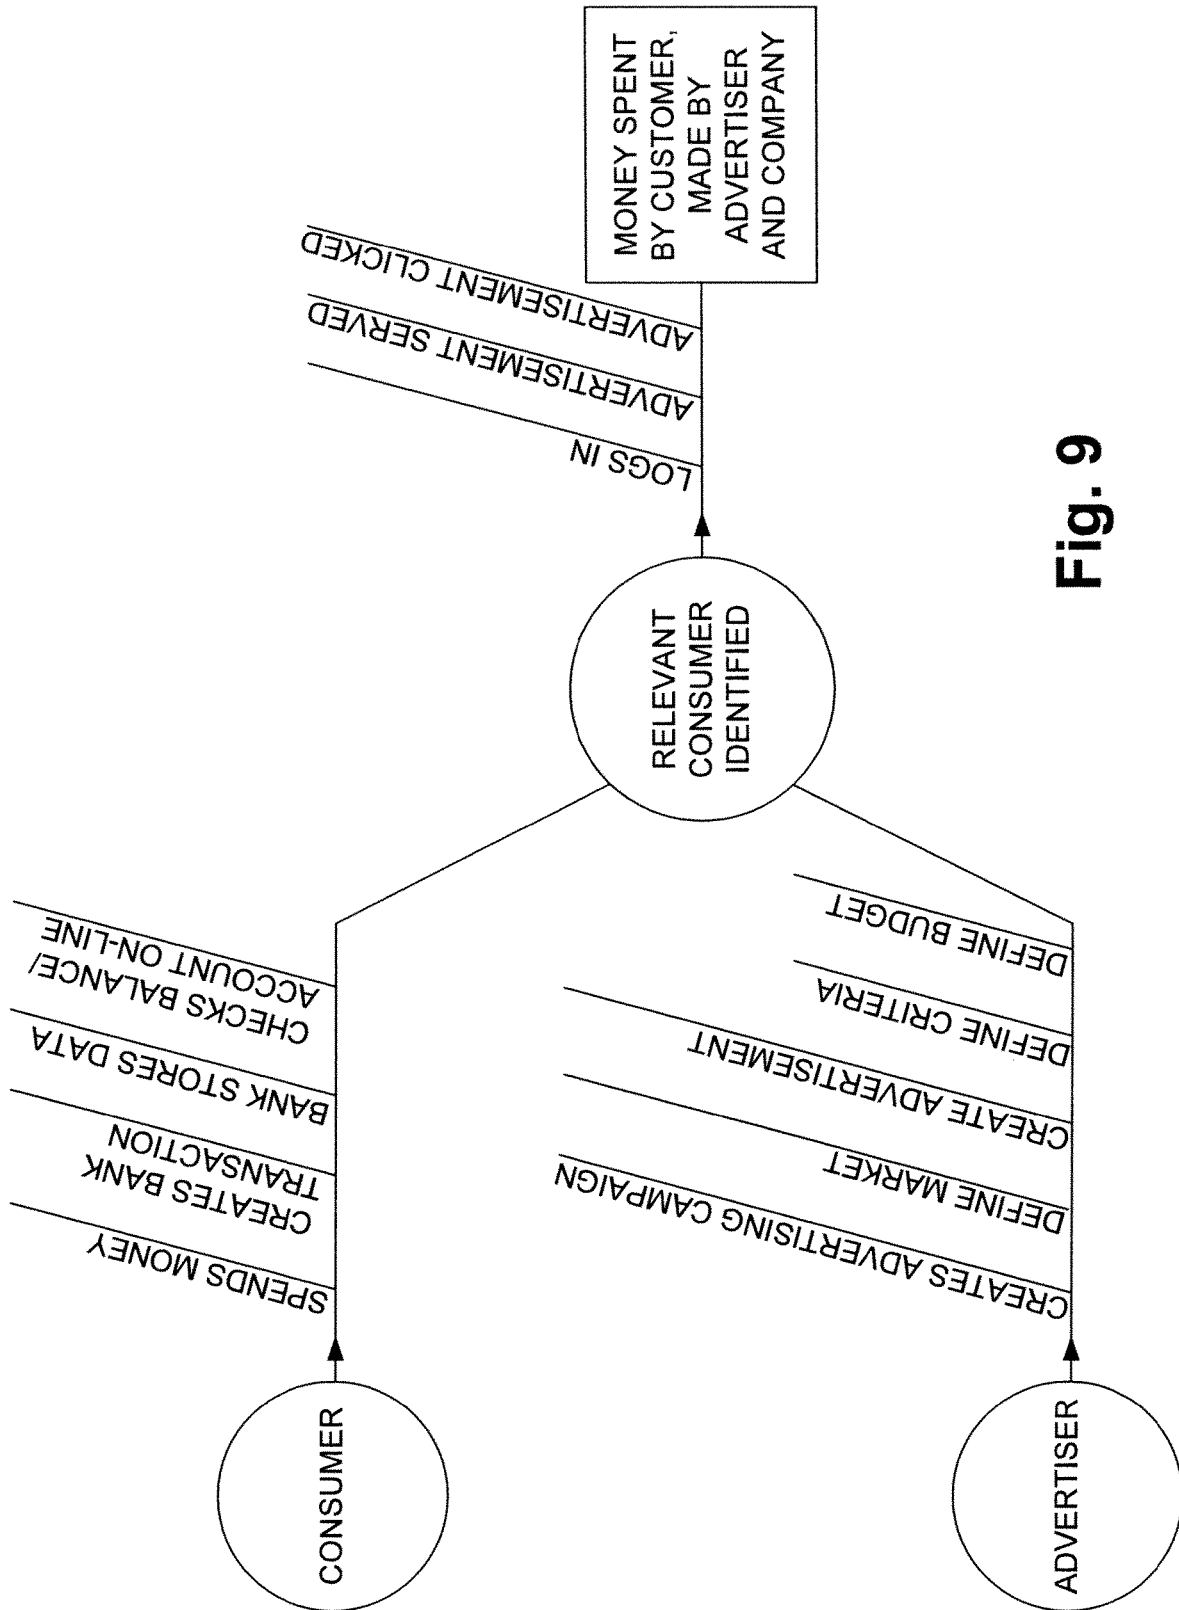 CONSUMER
SPENDS MONEY
CREATES BANK
TRANSACTION
BANK STORES DATA
CHECKS BALANCE/
ACCOUNT ON-LINE
ADVERTISER
CREATES ADVERTISING CAMPAIGN
DEFINE MARKET
CREATE ADVERTISEMENT
DEFINE CRITERIA
DEFINE BUDGET
RELEVANT
CONSUMER
IDENTIFIED
LOGS IN
ADVERTISEMENT SERVED
ADVERTISEMENT CLICKED
MONEY SPENT
BY CUSTOMER,
MADE BY
ADVERTISER
AND COMPANY
Fig. 9